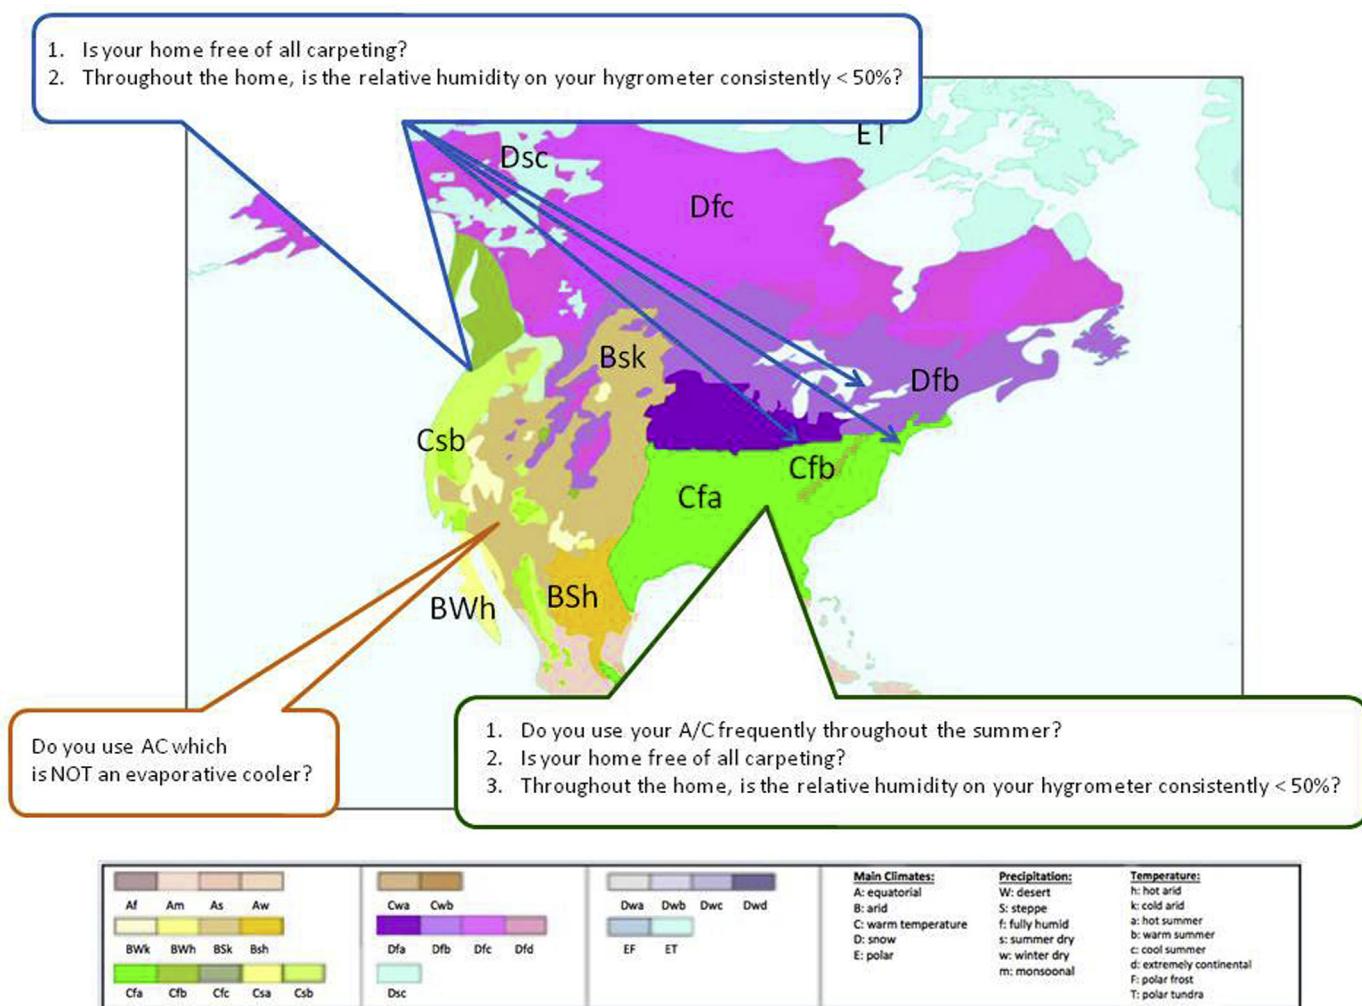 1. Is your home free of all carpeting?
2. Throughout the home, is the relative humidity on your hygrometer consistently < 50%?
ET
Dsc
Dfc
Bsk
Dfb
Csb
Cfb
Cfa
BWh
BSh
Do you use AC which
is NOT an evaporative cooler?
1. Do you use your A/C frequently throughout the summer?
2. Is your home free of all carpeting?
3. Throughout the home, is the relative humidity on your hygrometer consistently < 50%?
Af Am As Aw
BWk BWh BSk Bsh
Cfa Cfb Cfc Csa Csb
Cwa Cwb
Dfa Dfb Dfc Dfd
Dsc
Dwa Dwb Dwc Dwd
EF ET
Main Climates:
A: equatorial
B: arid
C: warm temperature
D: snow
E: polar
Precipitation:
W: desert
S: steppe
f: fully humid
s: summer dry
w: winter dry
m: monsoonal
Temperature:
h: hot arid
k: cold arid
a: hot summer
b: warm summer
c: cool summer
d: extremely continental
F: polar frost
T: polar tundra